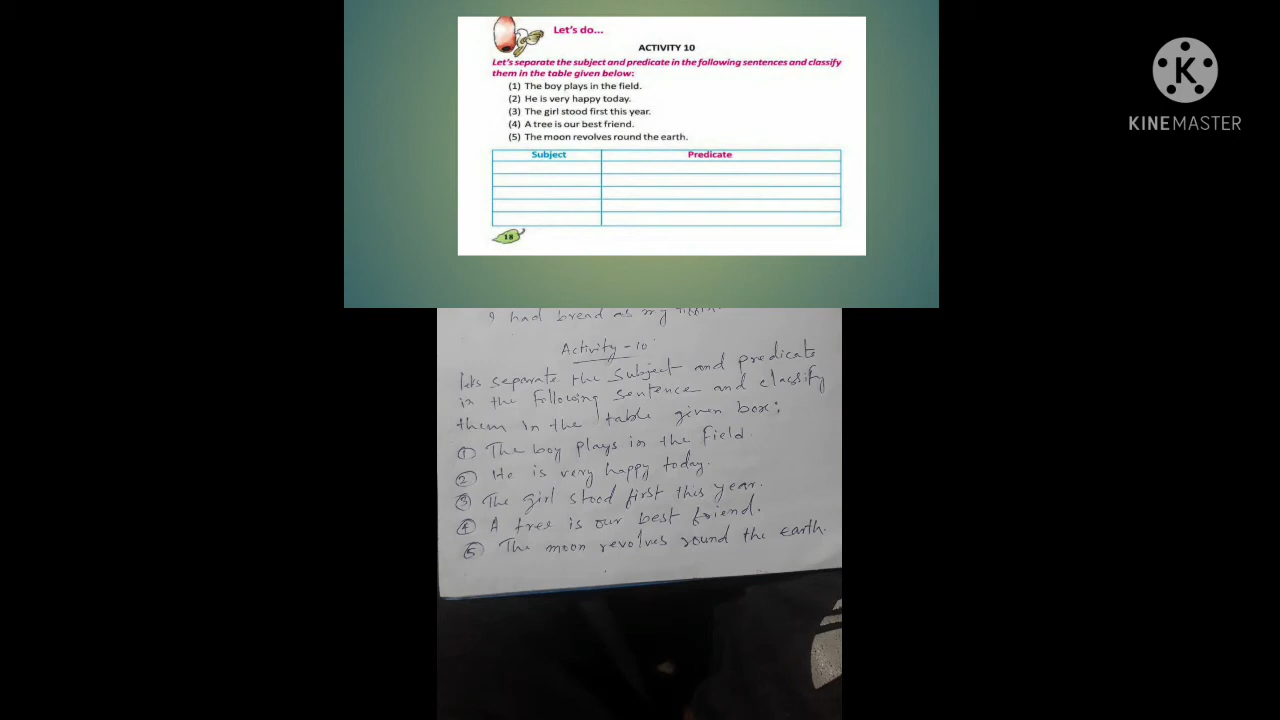 Let's do...
ACTIVITY 10
Let's separate the subject and predicate in the following sentences and classify
them in the table given below:
(1) The boy plays in the field.
(2) He is very happy today.
(3) The girl stood first this year.
(4) A tree is our best friend.
(5) The moon revolves round the earth.
Subject Predicate
18
K
KINEMASTER
I had bread as my tiffin.
Activity - 10
lets separate the subject and predicate
in the following sentence and classify
them in the table given box:
① The boy plays in the field.
② He is very happy today.
③ The girl stood first this year.
④ A tree is our best friend.
⑤ The moon revolves round the earth.